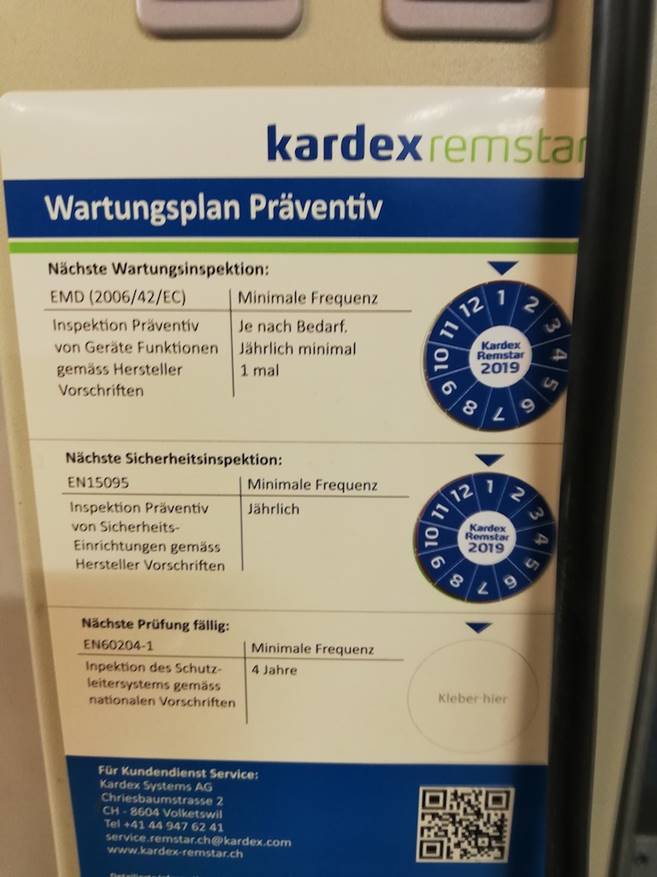 kardexremstar
Wartungsplan Präventiv
Nächste Wartungsinspektion:
EMD (2006/42/EC)
Minimale Frequenz
Inspektion Präventiv
von Geräte Funktionen
gemäss Hersteller
Vorschriften
Je nach Bedarf.
Jährlich minimal
1 mal
12 1 2 3 4 5 6 7 8 9 10 11
Kardex
Remstar
2019
Nächste Sicherheitsinspektion:
EN15095
Minimale Frequenz
Inspektion Präventiv
von Sicherheits-
Einrichtungen gemäss
Hersteller Vorschriften
Jährlich
12 1 2 3 4 5 6 7 8 9 10 11
Kardex
Remstar
2019
Nächste Prüfung fällig:
EN60204-1
Minimale Frequenz
Inpektion des Schutz-
leitersystems gemäss
nationalen Vorschriften
4 Jahre
Kleber hier
Für Kundendienst Service:
Kardex Systems AG
Chriesbaumstrasse 2
CH - 8604 Volketswil
Tel +41 44 947 62 41
service.remstar.ch@kardex.com
www.kardex-remstar.ch